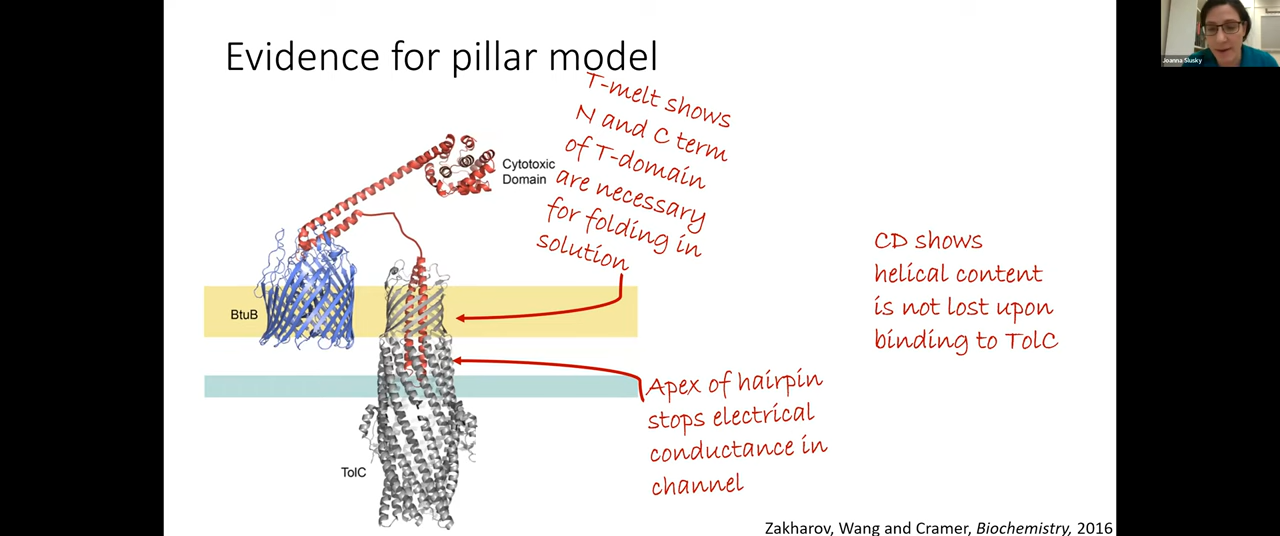 Evidence for pillar model
T-melt shows
N and C term
of T-domain
are necessary
for folding in
solution
Cytotoxic
Domain
BtuB
TolC
CD shows
helical content
is not lost upon
binding to TolC
Apex of hairpin
stops electrical
conductance in
channel
Zakharov, Wang and Cramer, Biochemistry, 2016
Joanna Slusky